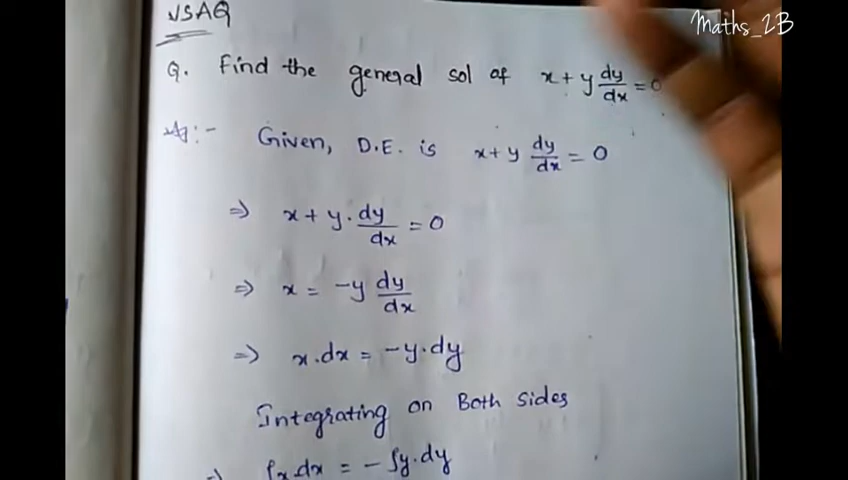 Maths_2B
VSAQ
Q. Find the general sol of x + y dy/dx = 0
Given, D.E. is x + y dy/dx = 0
⇒ x + y. dy/dx = 0
⇒ x = -y dy/dx
⇒ x.dx = -y.dy
Integrating on Both sides
⇒ ∫x.dx = -∫y.dy